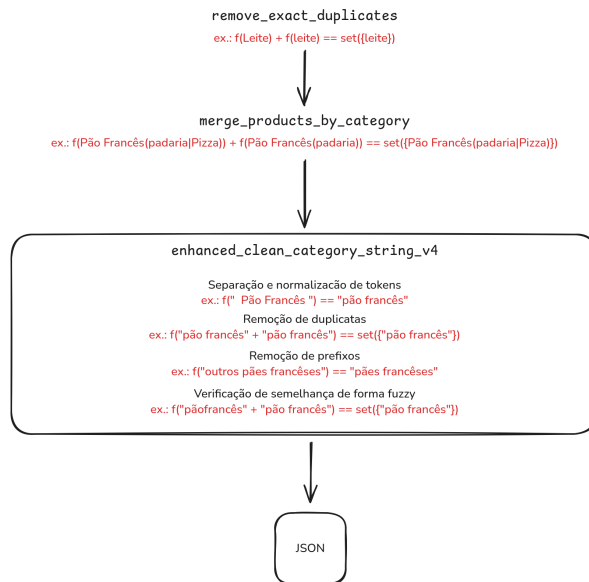 remove_exact_duplicates
ex.: f(Leite) + f(leite) == set({leite})
merge_products_by_category
ex.: f(Pão Francês(padaria|Pizza)) + f(Pão Francês(padaria)) == set({Pão Francês(padaria|Pizza)})
enhanced_clean_category_string_v4
Separação e normalizacão de tokens
ex.: f("  Pão Francês ") == "pão francês"
Remoção de duplicatas
ex.: f("pão francês" + "pão francês") == set({"pão francês"})
Remoção de prefixos
ex.: f("outros pães francêses") == "pães francêses"
Verificação de semelhança de forma fuzzy
ex.: f("pãofrancês" + "pão francês") == set({"pão francês"})
JSON